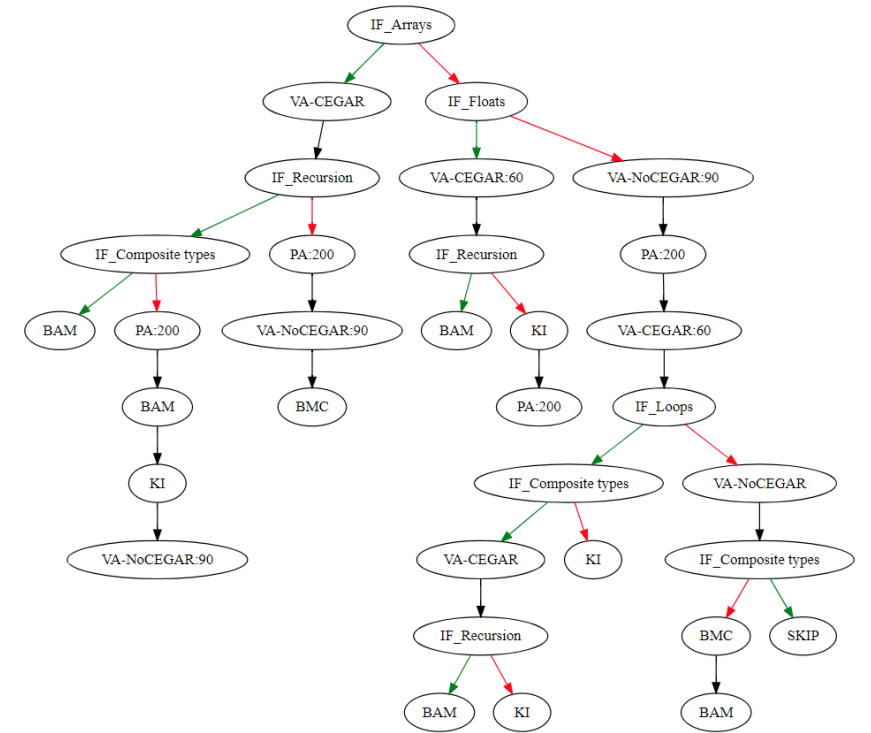 IF_Arrays
VA-CEGAR
IF_Floats
IF_Recursion
VA-CEGAR:60
VA-NoCEGAR:90
IF_Composite types
PA:200
IF_Recursion
PA:200
BAM
PA:200
VA-NoCEGAR:90
BAM
KI
VA-CEGAR:60
BAM
BMC
PA:200
IF_Loops
KI
IF_Composite types
VA-NoCEGAR
VA-NoCEGAR:90
VA-CEGAR
KI
IF_Composite types
IF_Recursion
BMC
SKIP
BAM
KI
BAM